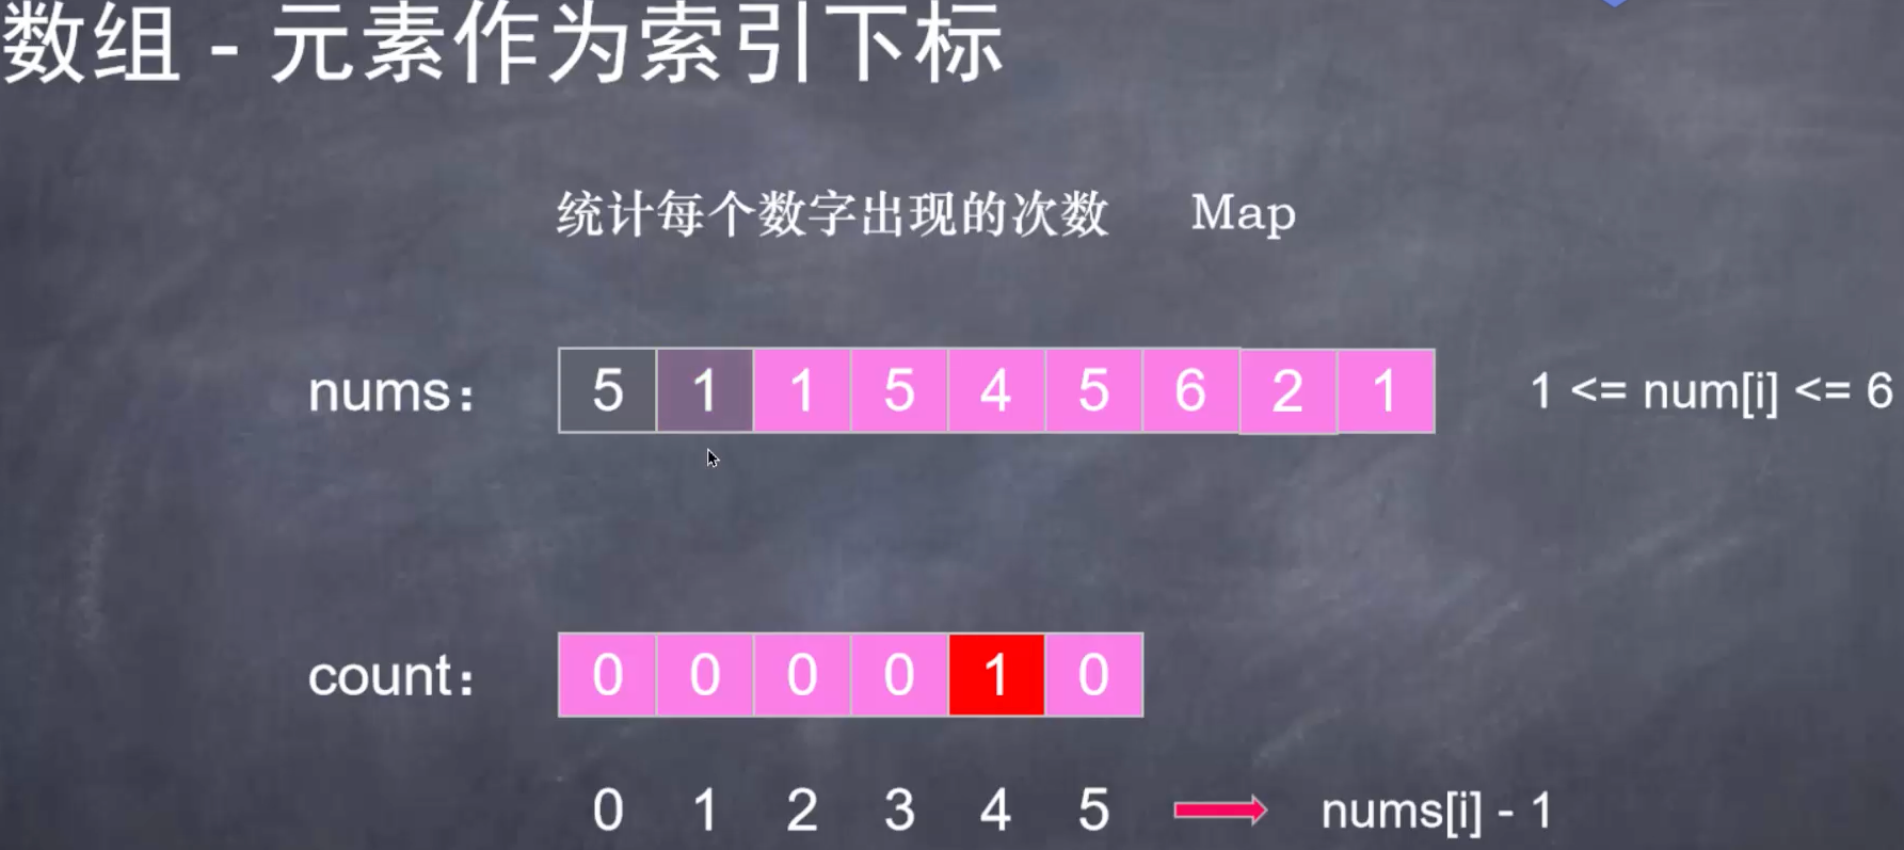 数组 - 元素作为索引下标
统计每个数字出现的次数 Map
nums： 5 1 1 5 4 5 6 2 1 1 <= num[i] <= 6
count： 0 0 0 0 1 0
0 1 2 3 4 5 nums[i] - 1